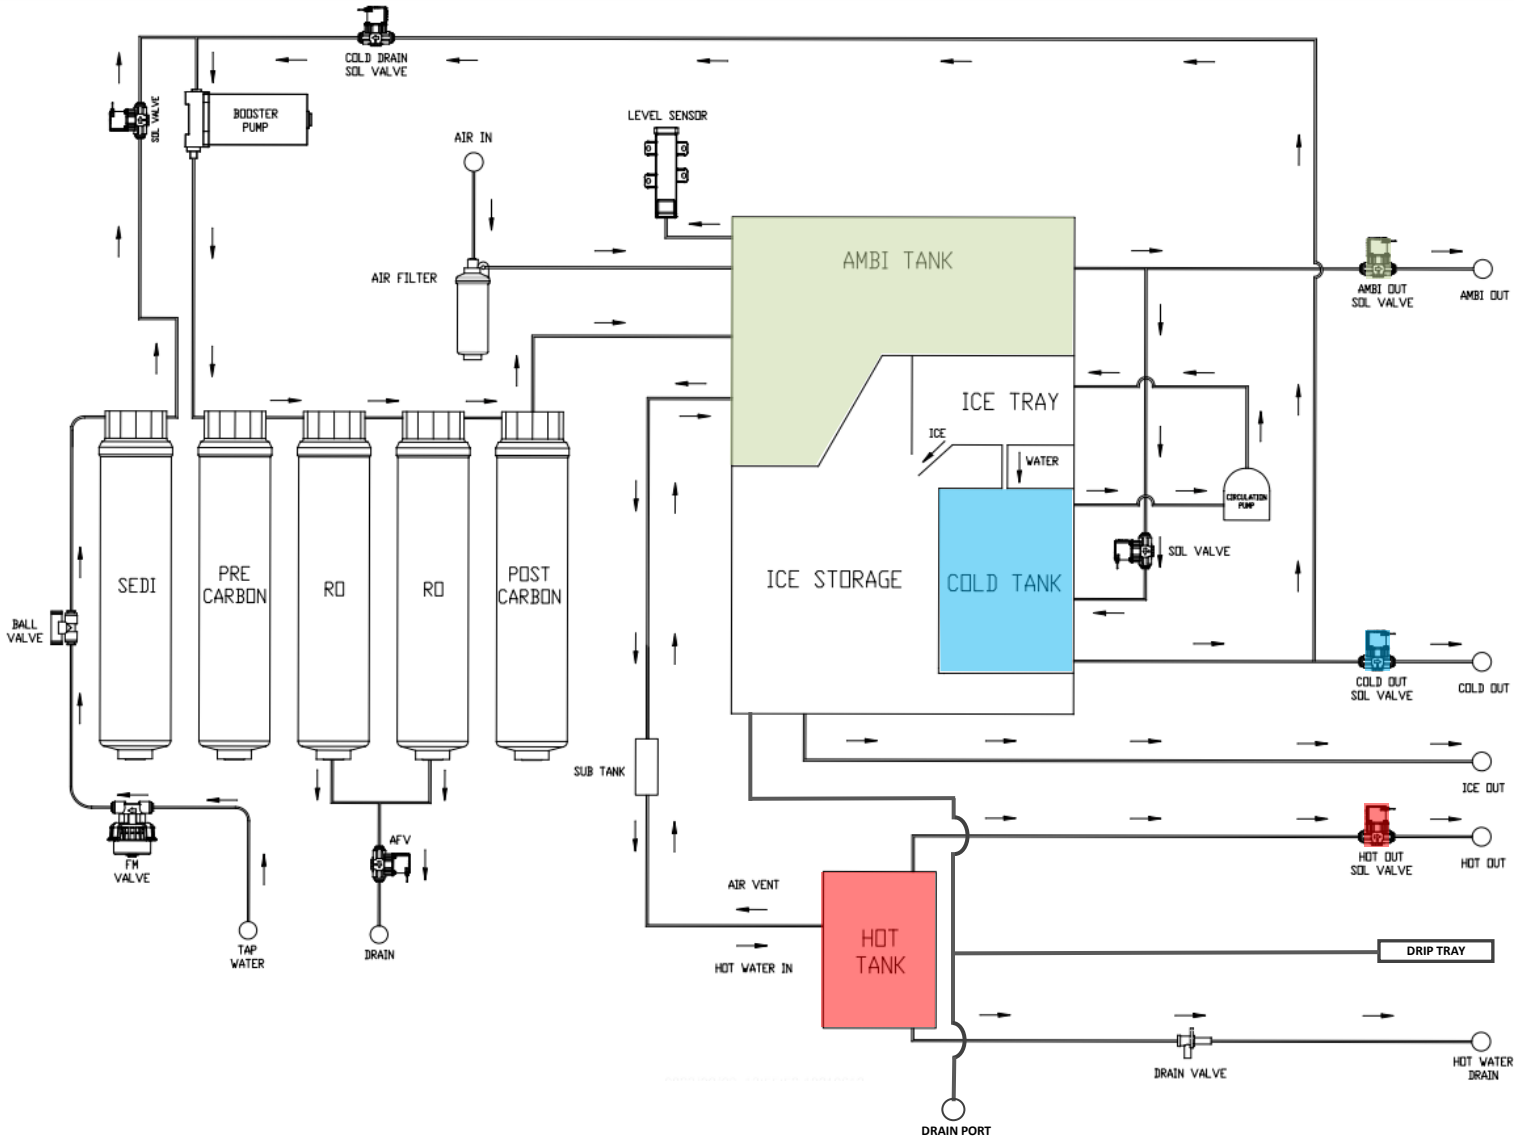 COLD DRAIN
SOL VALVE
SOL VALVE
BOOSTER
PUMP
LEVEL SENSOR
AIR IN
AMBI TANK
AIR FILTER
AMBI OUT
SOL VALVE
AMBI OUT
ICE TRAY
ICE
WATER
CIRCULATION
PUMP
SOL VALVE
SEDI
PRE
CARBON
RO
RO
POST
CARBON
ICE STORAGE
COLD TANK
BALL
VALVE
COLD OUT
SOL VALVE
COLD OUT
SUB TANK
ICE OUT
FM
VALVE
AFV
HOT OUT
SOL VALVE
HOT OUT
AIR VENT
HOT
TANK
HOT WATER IN
TAP
WATER
DRAIN
DRIP TRAY
DRAIN VALVE
HOT WATER
DRAIN
DRAIN PORT